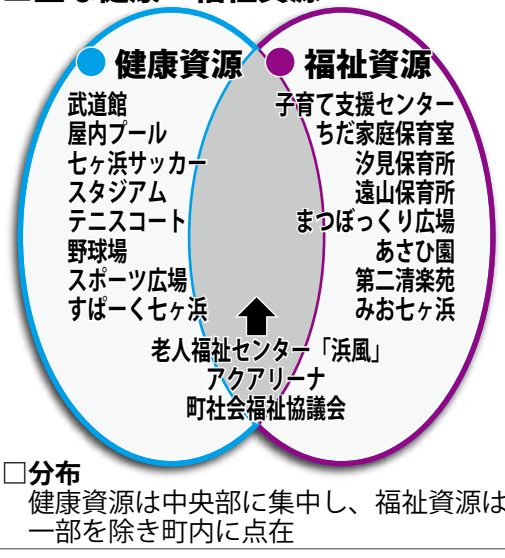 ● 健康資源
武道館
屋内プール
七ヶ浜サッカー
スタジアム
テニスコート
野球場
スポーツ広場
すぱーく七ヶ浜
● 福祉資源
子育て支援センター
ちだ家庭保育室
汐見保育所
遠山保育所
まつぼっくり広場
あさひ園
第二清楽苑
みお七ヶ浜
老人福祉センター「浜風」
アクアリーナ
町社会福祉協議会
□分布
健康資源は中央部に集中し、福祉資源は
一部を除き町内に点在